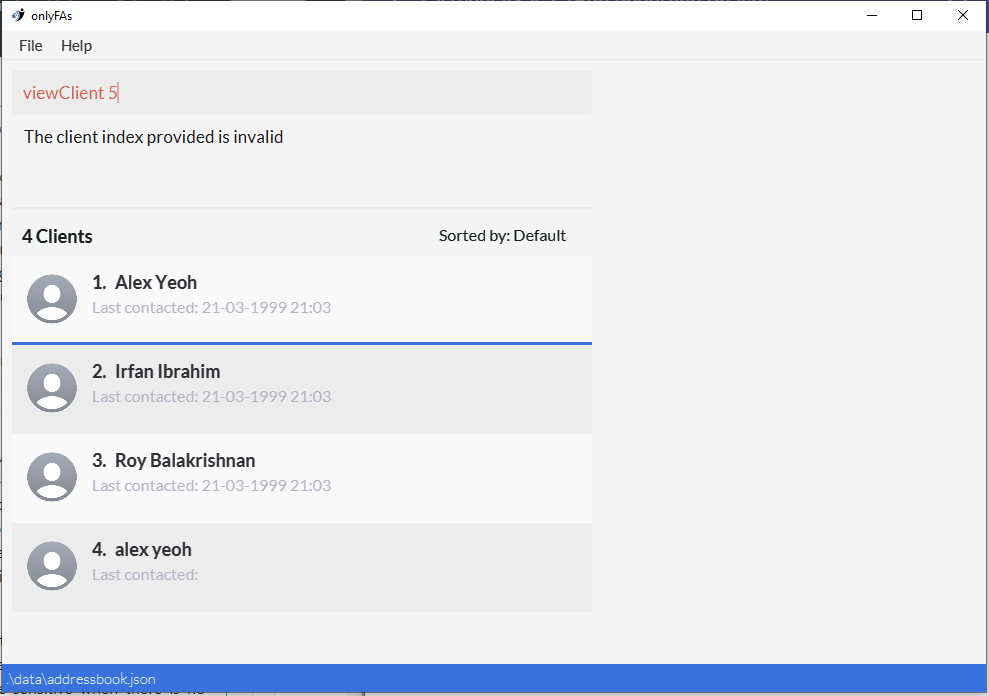 onlyFAs
File Help
viewClient 5
The client index provided is invalid
4 Clients Sorted by: Default
1. Alex Yeoh
Last contacted: 21-03-1999 21:03
2. Irfan Ibrahim
Last contacted: 21-03-1999 21:03
3. Roy Balakrishnan
Last contacted: 21-03-1999 21:03
4. alex yeoh
Last contacted:
.\data\addressbook.json